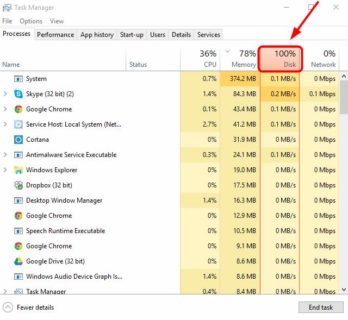 Task Manager
File Options View
Processes Performance App history Start-up Users Details Services
36% 78% 100% 0%
Name Status CPU Memory Disk Network
System 0.7% 374.2 MB 0.1 MB/s 0 Mbps
Skype (32 bit) (2) 1.4% 84.3 MB 0.2 MB/s 0.1 Mbps
Google Chrome 0.1% 43.4 MB 0.1 MB/s 0 Mbps
Service Host: Local System (Net... 2.7% 41.2 MB 0.1 MB/s 0 Mbps
Cortana 0% 31.9 MB 0 MB/s 0 Mbps
Antimalware Service Executable 0.3% 24.1 MB 0.1 MB/s 0 Mbps
Windows Explorer 0% 19.0 MB 0 MB/s 0 Mbps
Dropbox (32 bit) 0% 17.5 MB 0 MB/s 0 Mbps
Desktop Window Manager 1.4% 16.3 MB 0 MB/s 0 Mbps
Google Chrome 0% 12.9 MB 0 MB/s 0 Mbps
Speech Runtime Executable 0% 10.5 MB 0 MB/s 0 Mbps
Google Chrome 0% 9.1 MB 0 MB/s 0 Mbps
Google Drive (32 bit) 0% 8.6 MB 0 MB/s 0 Mbps
Windows Audio Device Graph Is... 1.4% 8.6 MB 0 MB/s 0 Mbps
Task Manager 0.4% 8.4 MB 0 MB/s 0 Mbps
Fewer details End task